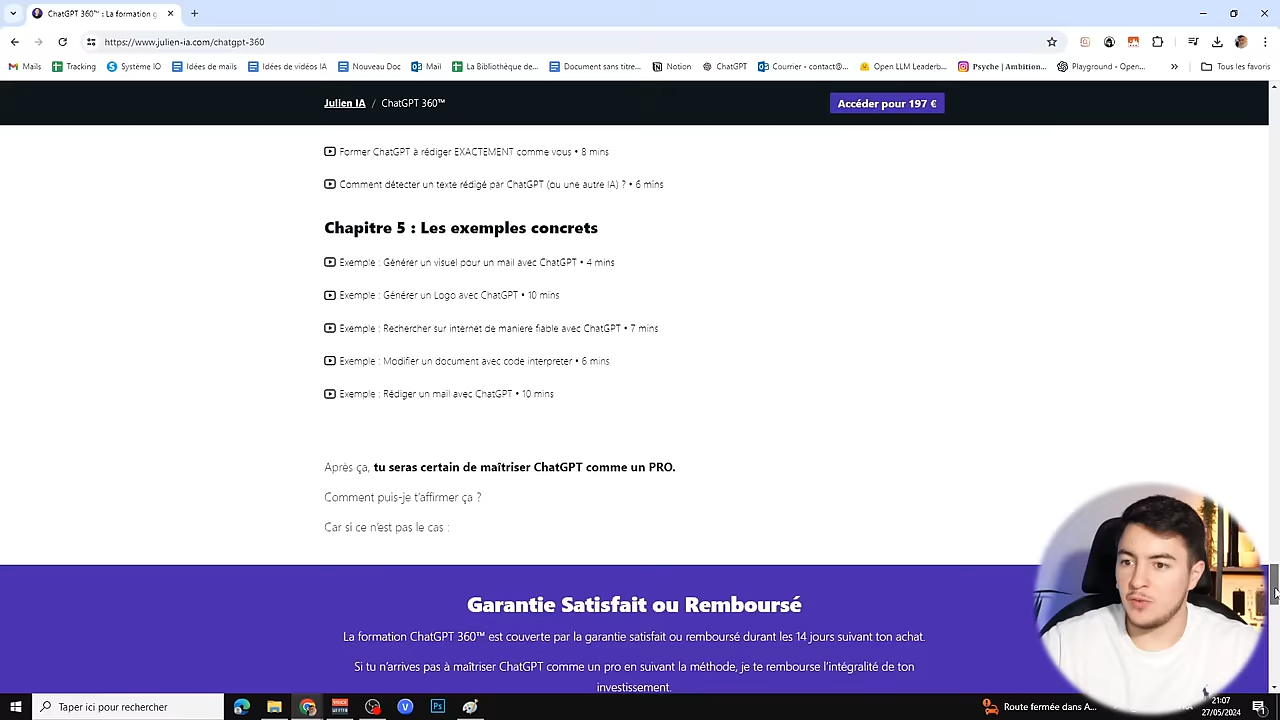 ChatGPT 360™ : La formation g
https://www.julien-ia.com/chatgpt-360
Mails
Tracking
Système IO
Idées de mails
Idées de vidéos IA
Nouveau Doc
Mail
La Bibliothèque de...
Document sans titre...
Notion
ChatGPT
Courrier - contact@...
Open LLM Leaderb...
Psyche | Ambition...
Playground - Open...
Tous les favoris
Julien IA / ChatGPT 360™
Accéder pour 197 €
Former ChatGPT à rédiger EXACTEMENT comme vous • 8 mins
Comment détecter un texte rédigé par ChatGPT (ou une autre IA) ? • 6 mins
Chapitre 5 : Les exemples concrets
Exemple : Générer un visuel pour un mail avec ChatGPT • 4 mins
Exemple : Générer un Logo avec ChatGPT • 10 mins
Exemple : Rechercher sur internet de manière fiable avec ChatGPT • 7 mins
Exemple : Modifier un document avec code interpreter • 6 mins
Exemple : Rédiger un mail avec ChatGPT • 10 mins
Après ça, tu seras certain de maîtriser ChatGPT comme un PRO.
Comment puis-je t'affirmer ça ?
Car si ce n'est pas le cas :
Garantie Satisfait ou Remboursé
La formation ChatGPT 360™ est couverte par la garantie satisfait ou remboursé durant les 14 jours suivant ton achat.
Si tu n'arrives pas à maîtriser ChatGPT comme un pro en suivant la méthode, je te rembourse l'intégralité de ton
investissement.
Taper ici pour rechercher
Route fermée dans A...
21:07
27/05/2024